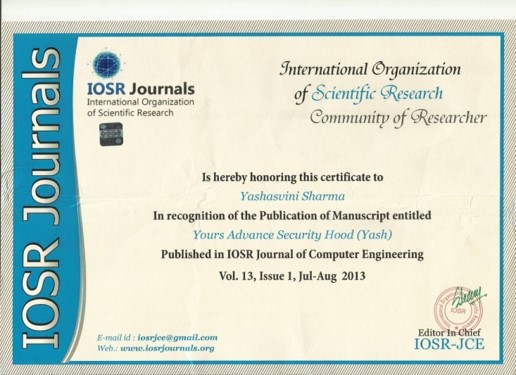 IOSR Journals
IOSR Journals
International Organization
of Scientific Research
International Organization
of Scientific Research
Community of Researcher
Is hereby honoring this certificate to
Yashasvini Sharma
In recognition of the Publication of Manuscript entitled
Yours Advance Security Hood (Yash)
Published in IOSR Journal of Computer Engineering
Vol. 13, Issue 1, Jul-Aug 2013
IOSR
E-mail id : iosrjce@gmail.com
Web.: www.iosrjournals.org
Editor In Chief
IOSR-JCE